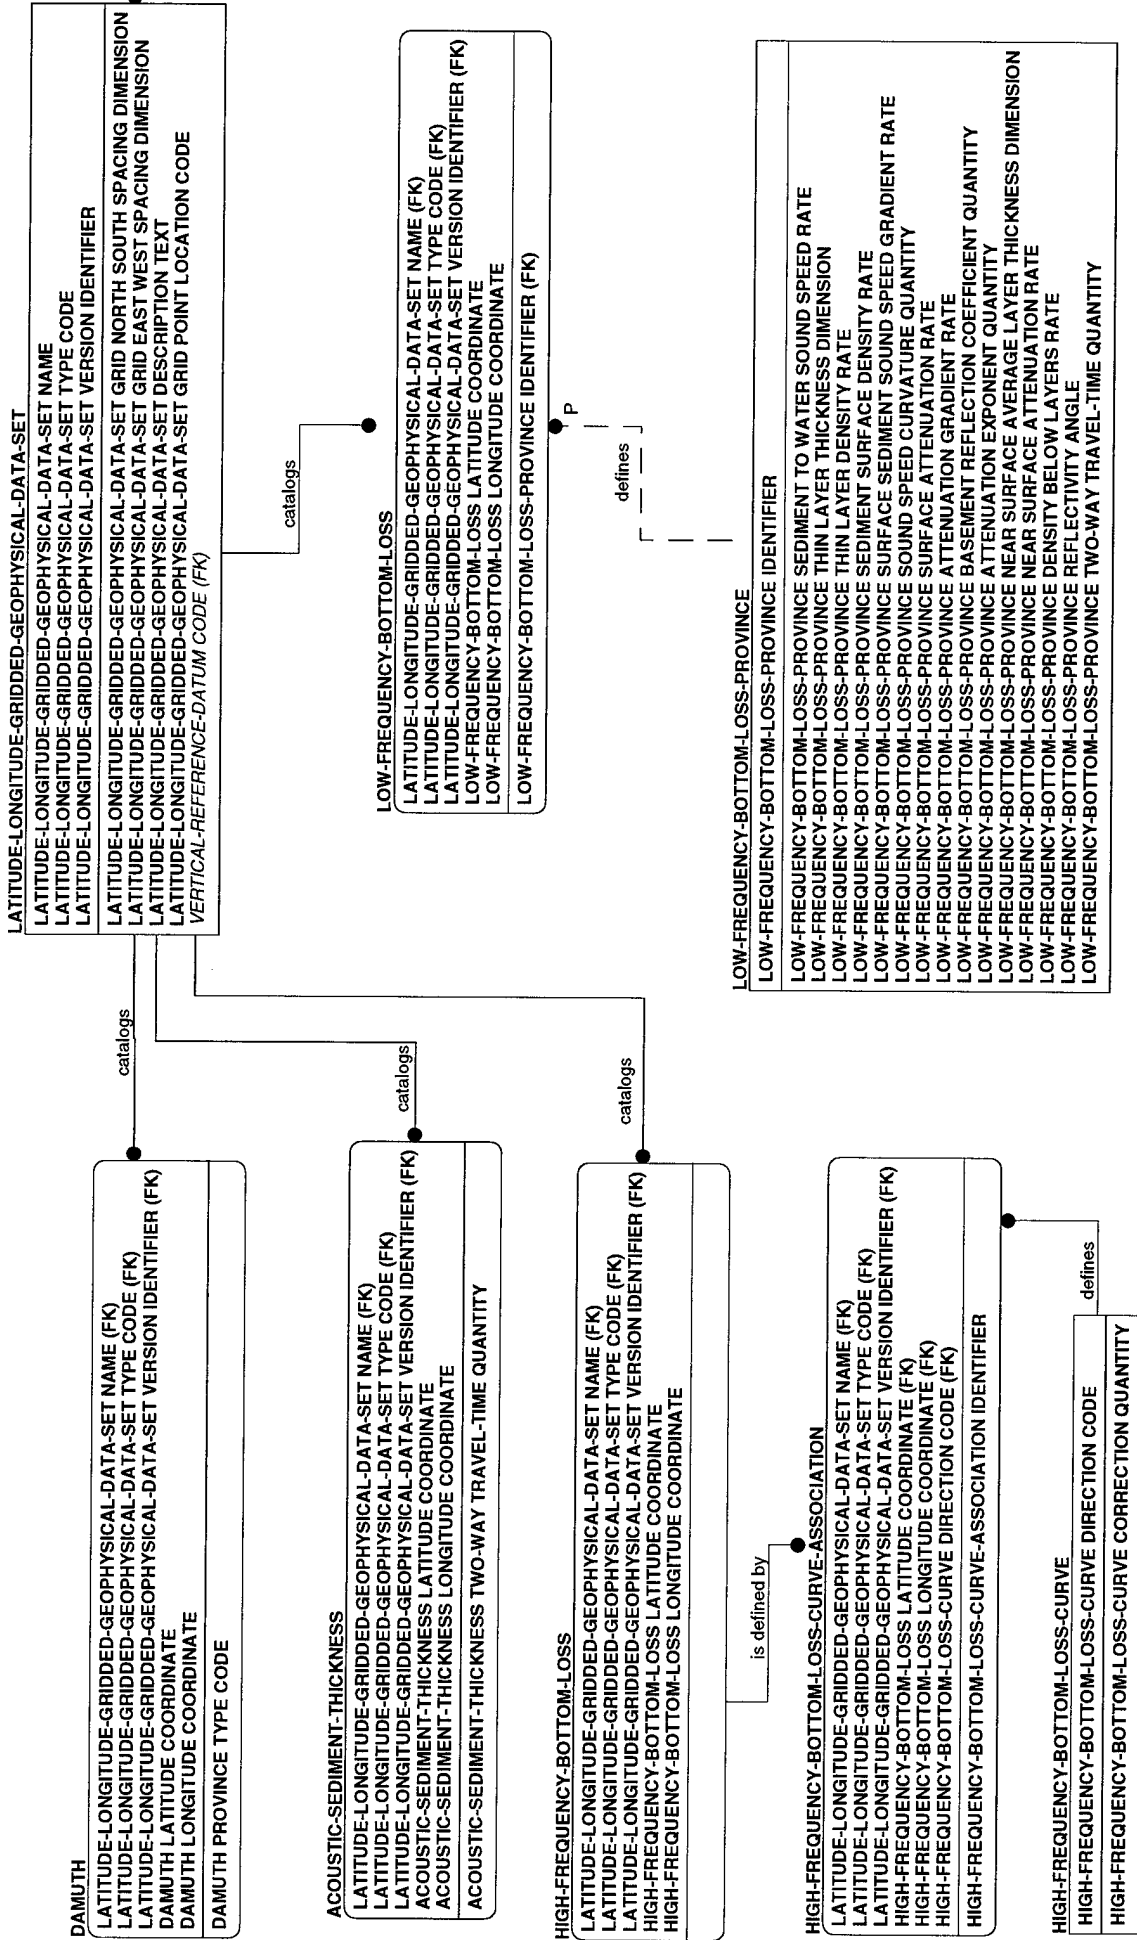 LATITUDE-LONGITUDE-GRIDDED-GEOPHYSICAL-DATA-SET
LATITUDE-LONGITUDE-GRIDDED-GEOPHYSICAL-DATA-SET NAME
LATITUDE-LONGITUDE-GRIDDED-GEOPHYSICAL-DATA-SET TYPE CODE
LATITUDE-LONGITUDE-GRIDDED-GEOPHYSICAL-DATA-SET VERSION IDENTIFIER
LATITUDE-LONGITUDE-GRIDDED-GEOPHYSICAL-DATA-SET GRID NORTH SOUTH SPACING DIMENSION
LATITUDE-LONGITUDE-GRIDDED-GEOPHYSICAL-DATA-SET GRID EAST WEST SPACING DIMENSION
LATITUDE-LONGITUDE-GRIDDED-GEOPHYSICAL-DATA-SET DESCRIPTION TEXT
LATITUDE-LONGITUDE-GRIDDED-GEOPHYSICAL-DATA-SET GRID POINT LOCATION CODE
VERTICAL-REFERENCE-DATUM CODE (FK)
catalogs
catalogs
catalogs
catalogs
DAMUTH
LATITUDE-LONGITUDE-GRIDDED-GEOPHYSICAL-DATA-SET NAME (FK)
LATITUDE-LONGITUDE-GRIDDED-GEOPHYSICAL-DATA-SET TYPE CODE (FK)
LATITUDE-LONGITUDE-GRIDDED-GEOPHYSICAL-DATA-SET VERSION IDENTIFIER (FK)
DAMUTH LATITUDE COORDINATE
DAMUTH LONGITUDE COORDINATE
DAMUTH PROVINCE TYPE CODE
ACOUSTIC-SEDIMENT-THICKNESS
LATITUDE-LONGITUDE-GRIDDED-GEOPHYSICAL-DATA-SET NAME (FK)
LATITUDE-LONGITUDE-GRIDDED-GEOPHYSICAL-DATA-SET TYPE CODE (FK)
LATITUDE-LONGITUDE-GRIDDED-GEOPHYSICAL-DATA-SET VERSION IDENTIFIER (FK)
ACOUSTIC-SEDIMENT-THICKNESS LATITUDE COORDINATE
ACOUSTIC-SEDIMENT-THICKNESS LONGITUDE COORDINATE
ACOUSTIC-SEDIMENT-THICKNESS TWO-WAY TRAVEL-TIME QUANTITY
HIGH-FREQUENCY-BOTTOM-LOSS
LATITUDE-LONGITUDE-GRIDDED-GEOPHYSICAL-DATA-SET NAME (FK)
LATITUDE-LONGITUDE-GRIDDED-GEOPHYSICAL-DATA-SET TYPE CODE (FK)
LATITUDE-LONGITUDE-GRIDDED-GEOPHYSICAL-DATA-SET VERSION IDENTIFIER (FK)
HIGH-FREQUENCY-BOTTOM-LOSS LATITUDE COORDINATE
HIGH-FREQUENCY-BOTTOM-LOSS LONGITUDE COORDINATE
is defined by
HIGH-FREQUENCY-BOTTOM-LOSS-CURVE-ASSOCIATION
LATITUDE-LONGITUDE-GRIDDED-GEOPHYSICAL-DATA-SET NAME (FK)
LATITUDE-LONGITUDE-GRIDDED-GEOPHYSICAL-DATA-SET TYPE CODE (FK)
LATITUDE-LONGITUDE-GRIDDED-GEOPHYSICAL-DATA-SET VERSION IDENTIFIER (FK)
HIGH-FREQUENCY-BOTTOM-LOSS LATITUDE COORDINATE (FK)
HIGH-FREQUENCY-BOTTOM-LOSS LONGITUDE COORDINATE (FK)
HIGH-FREQUENCY-BOTTOM-LOSS-CURVE DIRECTION CODE (FK)
HIGH-FREQUENCY-BOTTOM-LOSS-CURVE-ASSOCIATION IDENTIFIER
defines
HIGH-FREQUENCY-BOTTOM-LOSS-CURVE
HIGH-FREQUENCY-BOTTOM-LOSS-CURVE DIRECTION CODE
HIGH-FREQUENCY-BOTTOM-LOSS-CURVE CORRECTION QUANTITY
LOW-FREQUENCY-BOTTOM-LOSS
LATITUDE-LONGITUDE-GRIDDED-GEOPHYSICAL-DATA-SET NAME (FK)
LATITUDE-LONGITUDE-GRIDDED-GEOPHYSICAL-DATA-SET TYPE CODE (FK)
LATITUDE-LONGITUDE-GRIDDED-GEOPHYSICAL-DATA-SET VERSION IDENTIFIER (FK)
LOW-FREQUENCY-BOTTOM-LOSS LATITUDE COORDINATE
LOW-FREQUENCY-BOTTOM-LOSS LONGITUDE COORDINATE
LOW-FREQUENCY-BOTTOM-LOSS-PROVINCE IDENTIFIER (FK)
P
defines
LOW-FREQUENCY-BOTTOM-LOSS-PROVINCE
LOW-FREQUENCY-BOTTOM-LOSS-PROVINCE IDENTIFIER
LOW-FREQUENCY-BOTTOM-LOSS-PROVINCE SEDIMENT TO WATER SOUND SPEED RATE
LOW-FREQUENCY-BOTTOM-LOSS-PROVINCE THIN LAYER THICKNESS DIMENSION
LOW-FREQUENCY-BOTTOM-LOSS-PROVINCE THIN LAYER DENSITY RATE
LOW-FREQUENCY-BOTTOM-LOSS-PROVINCE SEDIMENT SURFACE DENSITY RATE
LOW-FREQUENCY-BOTTOM-LOSS-PROVINCE SURFACE SEDIMENT SOUND SPEED GRADIENT RATE
LOW-FREQUENCY-BOTTOM-LOSS-PROVINCE SOUND SPEED CURVATURE QUANTITY
LOW-FREQUENCY-BOTTOM-LOSS-PROVINCE SURFACE ATTENUATION RATE
LOW-FREQUENCY-BOTTOM-LOSS-PROVINCE ATTENUATION GRADIENT RATE
LOW-FREQUENCY-BOTTOM-LOSS-PROVINCE BASEMENT REFLECTION COEFFICIENT QUANTITY
LOW-FREQUENCY-BOTTOM-LOSS-PROVINCE ATTENUATION EXPONENT QUANTITY
LOW-FREQUENCY-BOTTOM-LOSS-PROVINCE NEAR SURFACE AVERAGE LAYER THICKNESS DIMENSION
LOW-FREQUENCY-BOTTOM-LOSS-PROVINCE NEAR SURFACE ATTENUATION RATE
LOW-FREQUENCY-BOTTOM-LOSS-PROVINCE DENSITY BELOW LAYERS RATE
LOW-FREQUENCY-BOTTOM-LOSS-PROVINCE REFLECTIVITY ANGLE
LOW-FREQUENCY-BOTTOM-LOSS-PROVINCE TWO-WAY TRAVEL-TIME QUANTITY